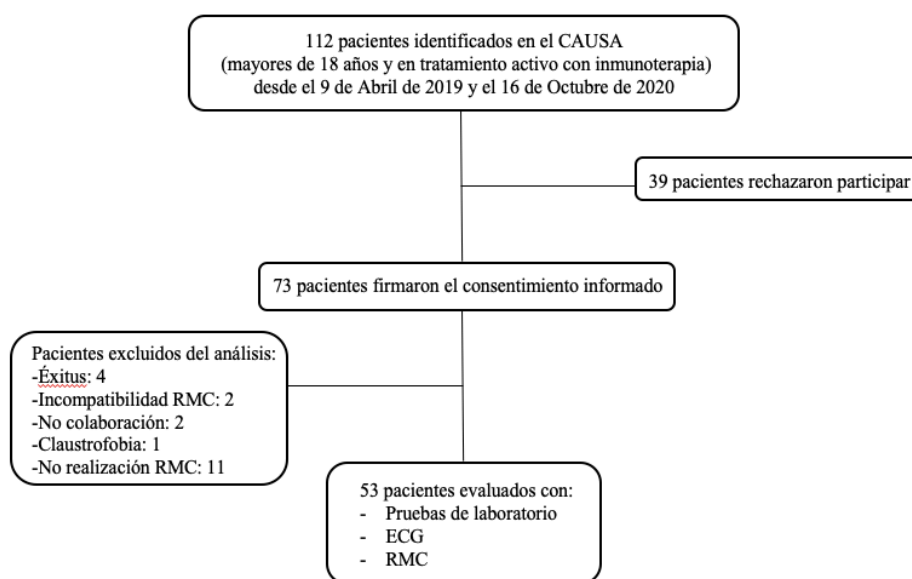 112 pacientes identificados en el CAUSA
(mayores de 18 años y en tratamiento activo con inmunoterapia)
desde el 9 de Abril de 2019 y el 16 de Octubre de 2020
39 pacientes rechazaron participar
73 pacientes firmaron el consentimiento informado
Pacientes excluidos del análisis:
-Éxitus: 4
-Incompatibilidad RMC: 2
-No colaboración: 2
-Claustrofobia: 1
-No realización RMC: 11
53 pacientes evaluados con:
- Pruebas de laboratorio
- ECG
- RMC